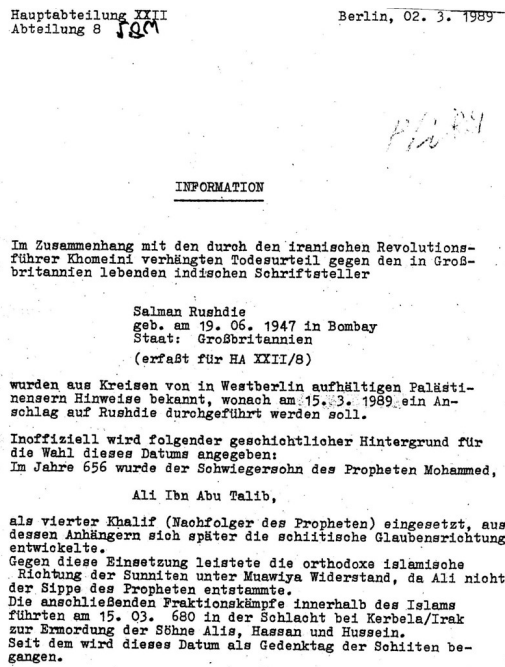 Hauptabteilung XXII
Abteilung 8
Berlin, 02. 3. 1989
INFORMATION
Im Zusammenhang mit den durch den iranischen Revolutions-
führer Khomeini verhängten Todesurteil gegen den in Groß-
britannien lebenden indischen Schriftsteller
Salman Rushdie
geb. am 19. 06. 1947 in Bombay
Staat: Großbritannien
(erfaßt für HA XXII/8)
wurden aus Kreisen von in Westberlin aufhältigen Palästi-
nensern Hinweise bekannt, wonach am 15. 3. 1989 ein An-
schlag auf Rushdie durchgeführt werden soll.
Inoffiziell wird folgender geschichtlicher Hintergrund für
die Wahl dieses Datums angegeben:
Im Jahre 656 wurde der Schwiegersohn des Propheten Mohammed,
Ali Ibn Abu Talib,
als vierter Khalif (Nachfolger des Propheten) eingesetzt, aus
dessen Anhängern sich später die schiitische Glaubensrichtung
entwickelte.
Gegen diese Einsetzung leistete die orthodoxe islamische
Richtung der Sunniten unter Muawiya Widerstand, da Ali nicht
der Sippe des Propheten entstammte.
Die anschließenden Fraktionskämpfe innerhalb des Islams
führten am 15. 03. 680 in der Schlacht bei Kerbela/Irak
zur Ermordung der Söhne Alis, Hassan und Hussein.
Seit dem wird dieses Datum als Gedenktag der Schiiten be-
gangen.